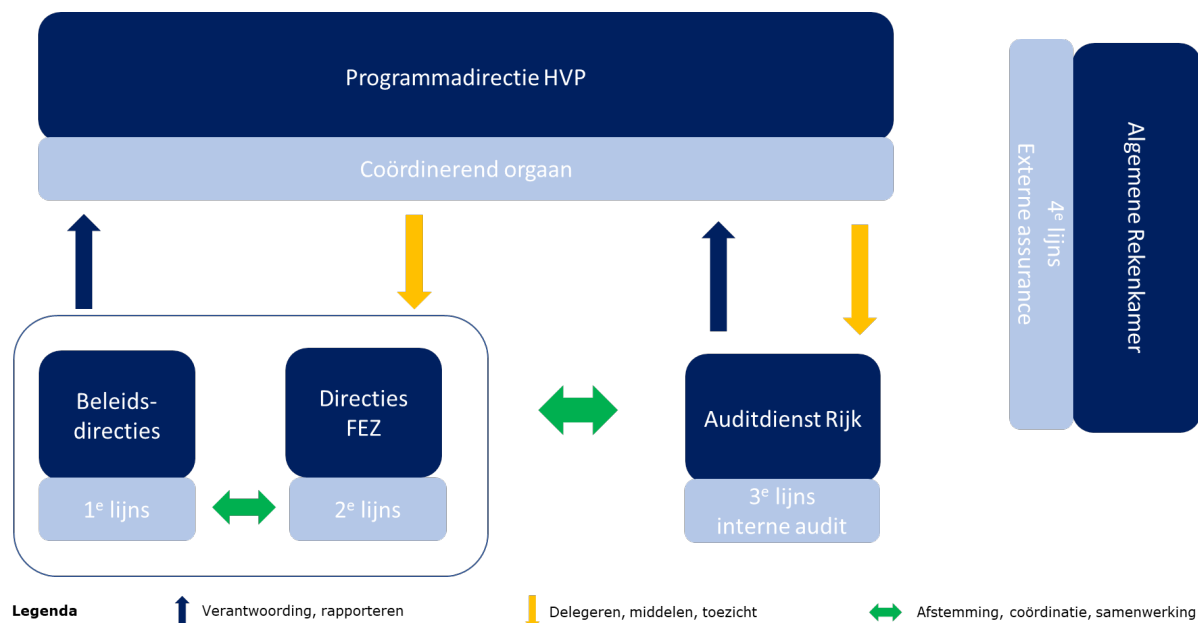 Programmadirectie HVP
Coördinerend orgaan
Algemene Rekenkamer
4e lijns
Externe assurance
Beleids-
directies
1e lijns
Directies
FEZ
2e lijns
Auditdienst Rijk
3e lijns
interne audit
Legenda
Verantwoording, rapporteren
Delegeren, middelen, toezicht
Afstemming, coördinatie, samenwerking